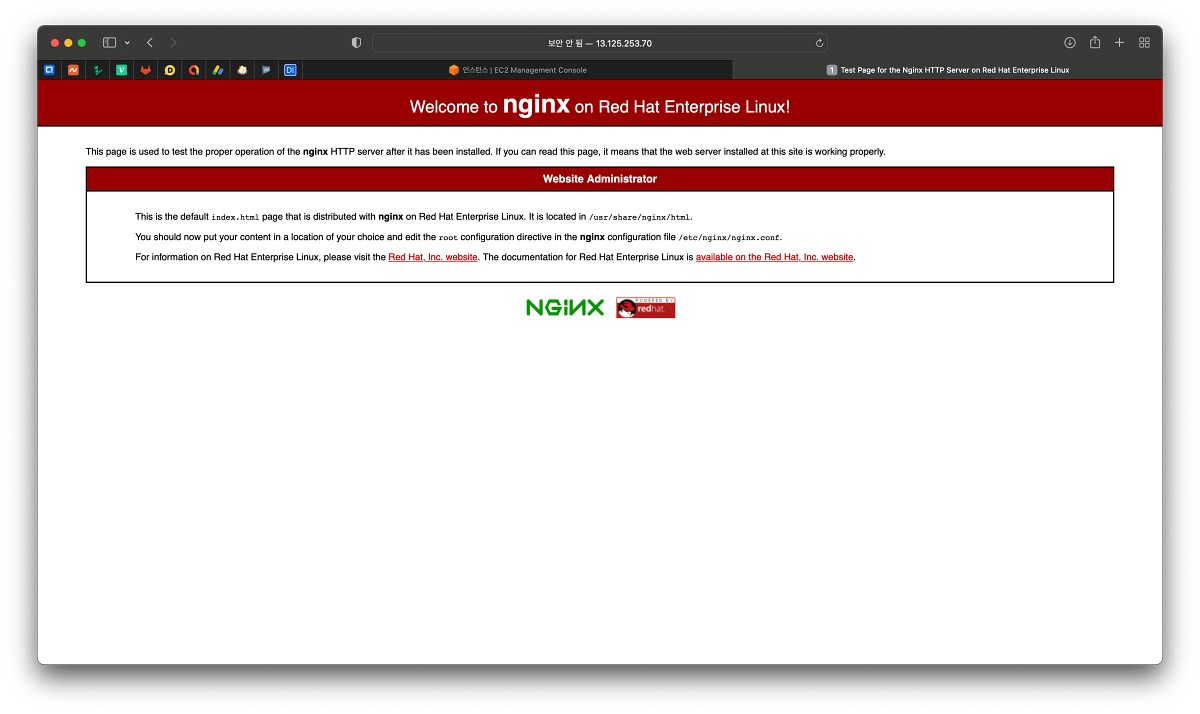 보안 안 됨 — 13.125.253.70
인스턴스 | EC2 Management Console
1 Test Page for the Nginx HTTP Server on Red Hat Enterprise Linux
Welcome to nginx on Red Hat Enterprise Linux!
This page is used to test the proper operation of the nginx HTTP server after it has been installed. If you can read this page, it means that the web server installed at this site is working properly.
Website Administrator
This is the default index.html page that is distributed with nginx on Red Hat Enterprise Linux. It is located in /usr/share/nginx/html.
You should now put your content in a location of your choice and edit the root configuration directive in the nginx configuration file /etc/nginx/nginx.conf.
For information on Red Hat Enterprise Linux, please visit the Red Hat, Inc. website. The documentation for Red Hat Enterprise Linux is available on the Red Hat, Inc. website.
NGINX
POWERED BY
redhat.